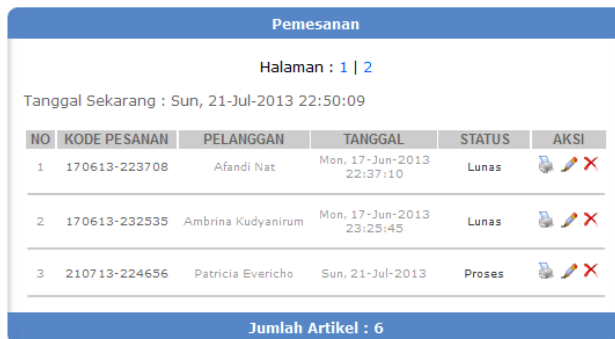 Pemesanan
Halaman : 1 | 2
Tanggal Sekarang : Sun, 21-Jul-2013 22:50:09
NO KODE PESANAN PELANGGAN TANGGAL STATUS AKSI
1 170613-223708 Afandi Nat Mon, 17-Jun-2013 22:37:10 Lunas
2 170613-232535 Ambrina Kudyanirum Mon, 17-Jun-2013 23:25:45 Lunas
3 210713-224656 Patricia Evericho Sun, 21-Jul-2013 Proses
Jumlah Artikel : 6